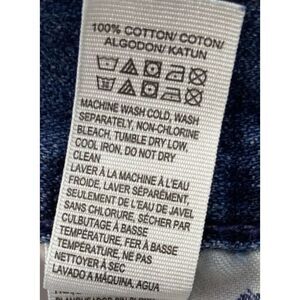 100% COTTON/ COTON/
ALGODON/ KATUN
MACHINE WASH COLD, WASH
SEPARATELY, NON-CHLORINE
BLEACH, TUMBLE DRY LOW,
COOL IRON. DO NOT DRY
CLEAN
LAVER À LA MACHINE À L'EAU
FROIDE, LAVER SÉPARÉMENT,
SEULEMENT DE L'EAU DE JAVEL
SANS CHLORURE, SÉCHER PAR
CULBUTAGE À BASSE
TEMPÉRATURE, FER À BASSE
TEMPÉRATURE, NE PAS
NETTOYER À SEC
LAVADO A MÁQUINA, AGUA